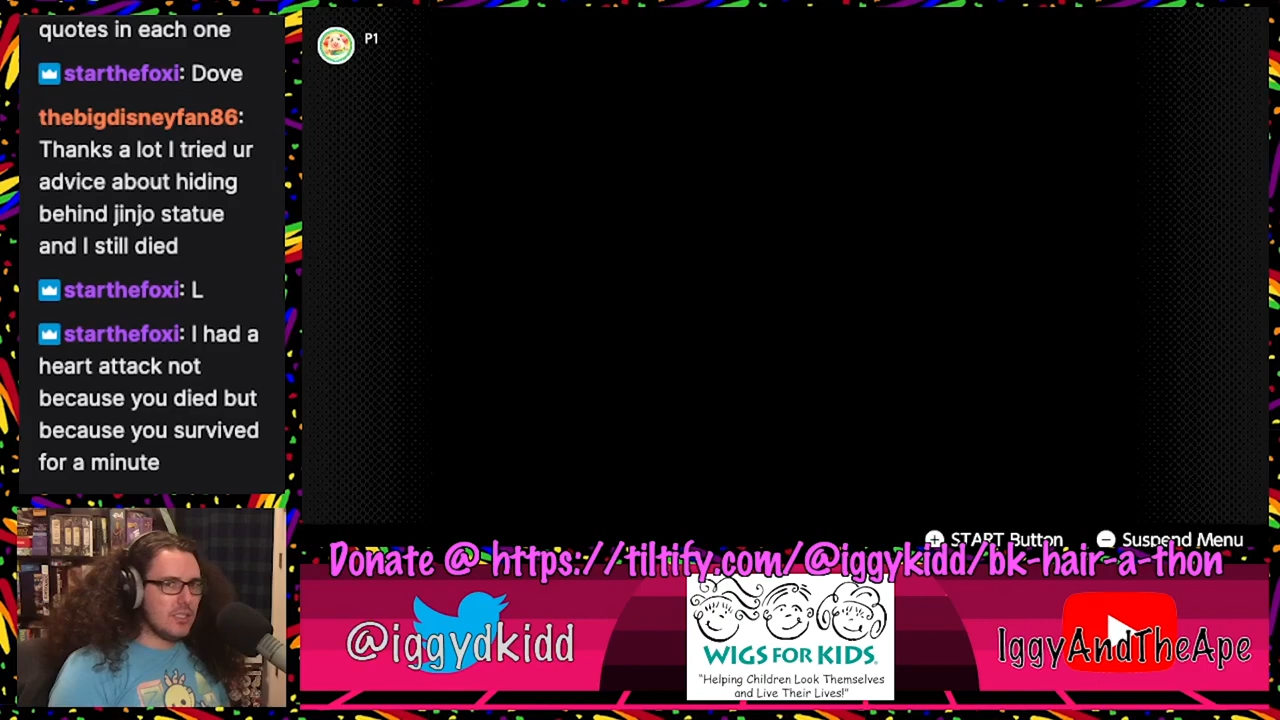 quotes in each one
starthefoxi: Dove
thebigdisneyfan86:
Thanks a lot I tried ur
advice about hiding
behind jinjo statue
and I still died
starthefoxi: L
starthefoxi: I had a
heart attack not
because you died but
because you survived
for a minute
P1
START Button
Suspend Menu
Donate @ https://tiltify.com/@iggykidd/bk-hair-a-thon
@iggydkidd
WIGS FOR KIDS.
"Helping Children Look Themselves
and Live Their Lives!"
IggyAndTheApe